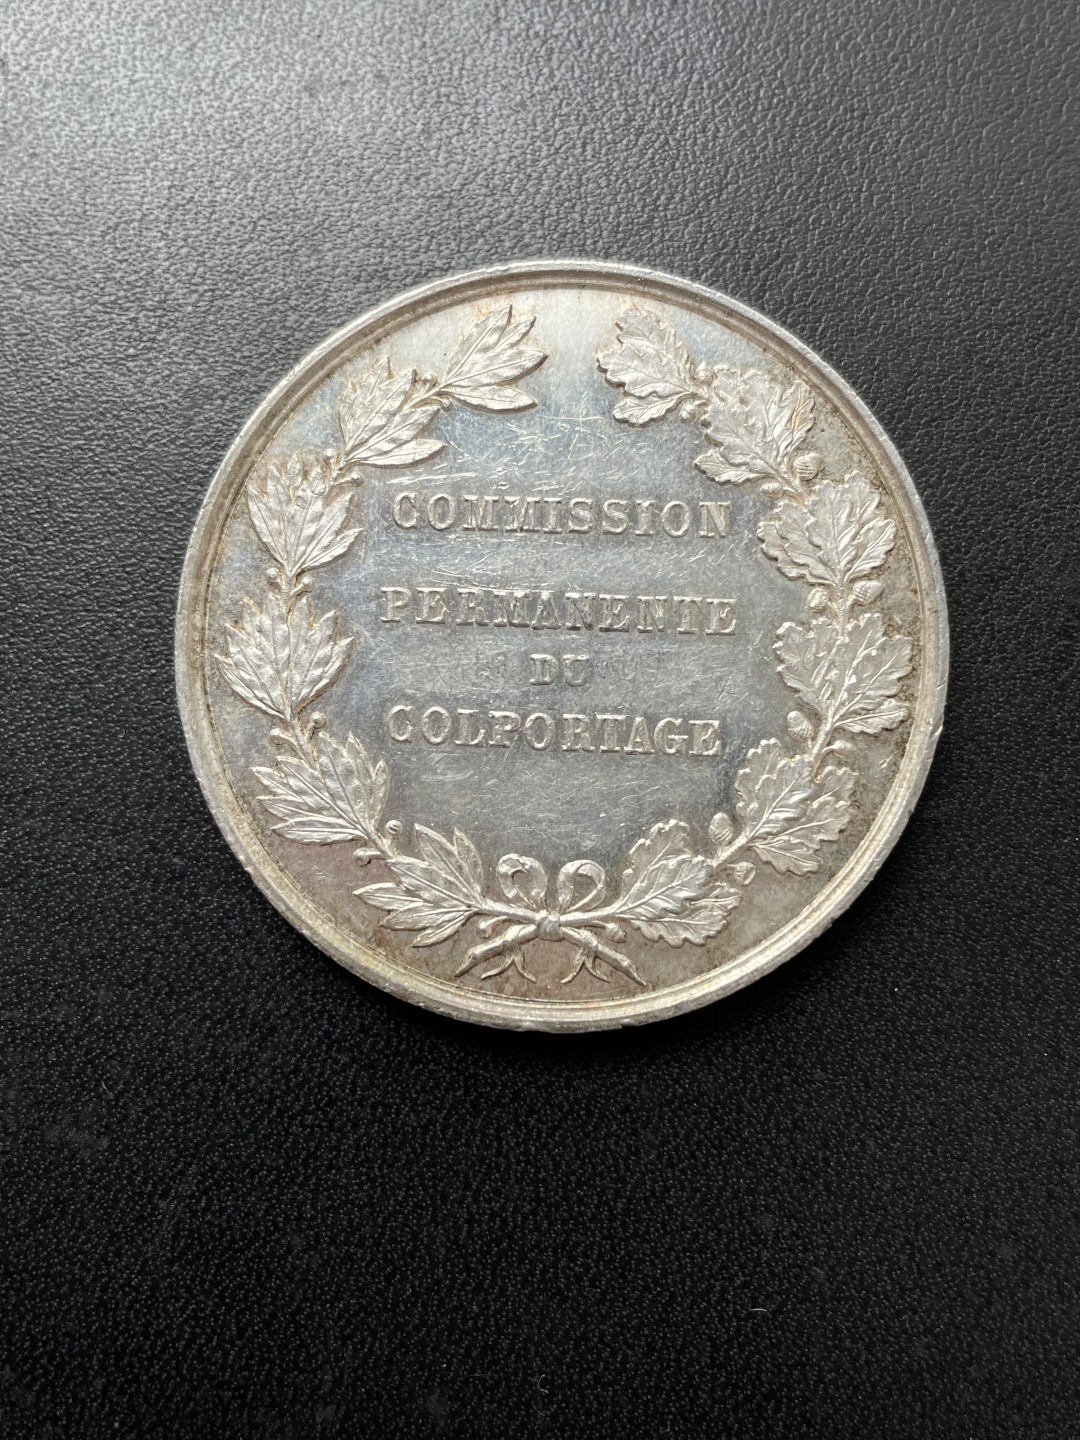 COMMISSION
PERMANENTE
DU
COLPORTAGE